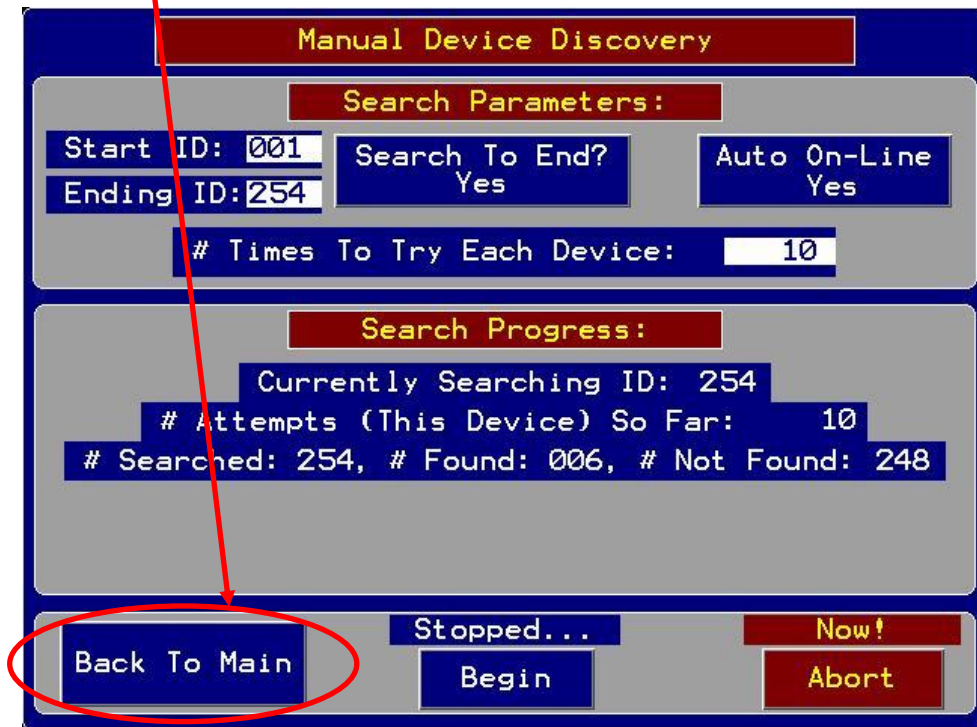 Manual Device Discovery
Search Parameters:
Start ID: 001
Ending ID:254
Search To End?
Yes
Auto On-Line
Yes
# Times To Try Each Device: 10
Search Progress:
Currently Searching ID: 254
# Attempts (This Device) So Far: 10
# Searched: 254, # Found: 006, # Not Found: 248
Back To Main
Stopped...
Begin
Now!
Abort